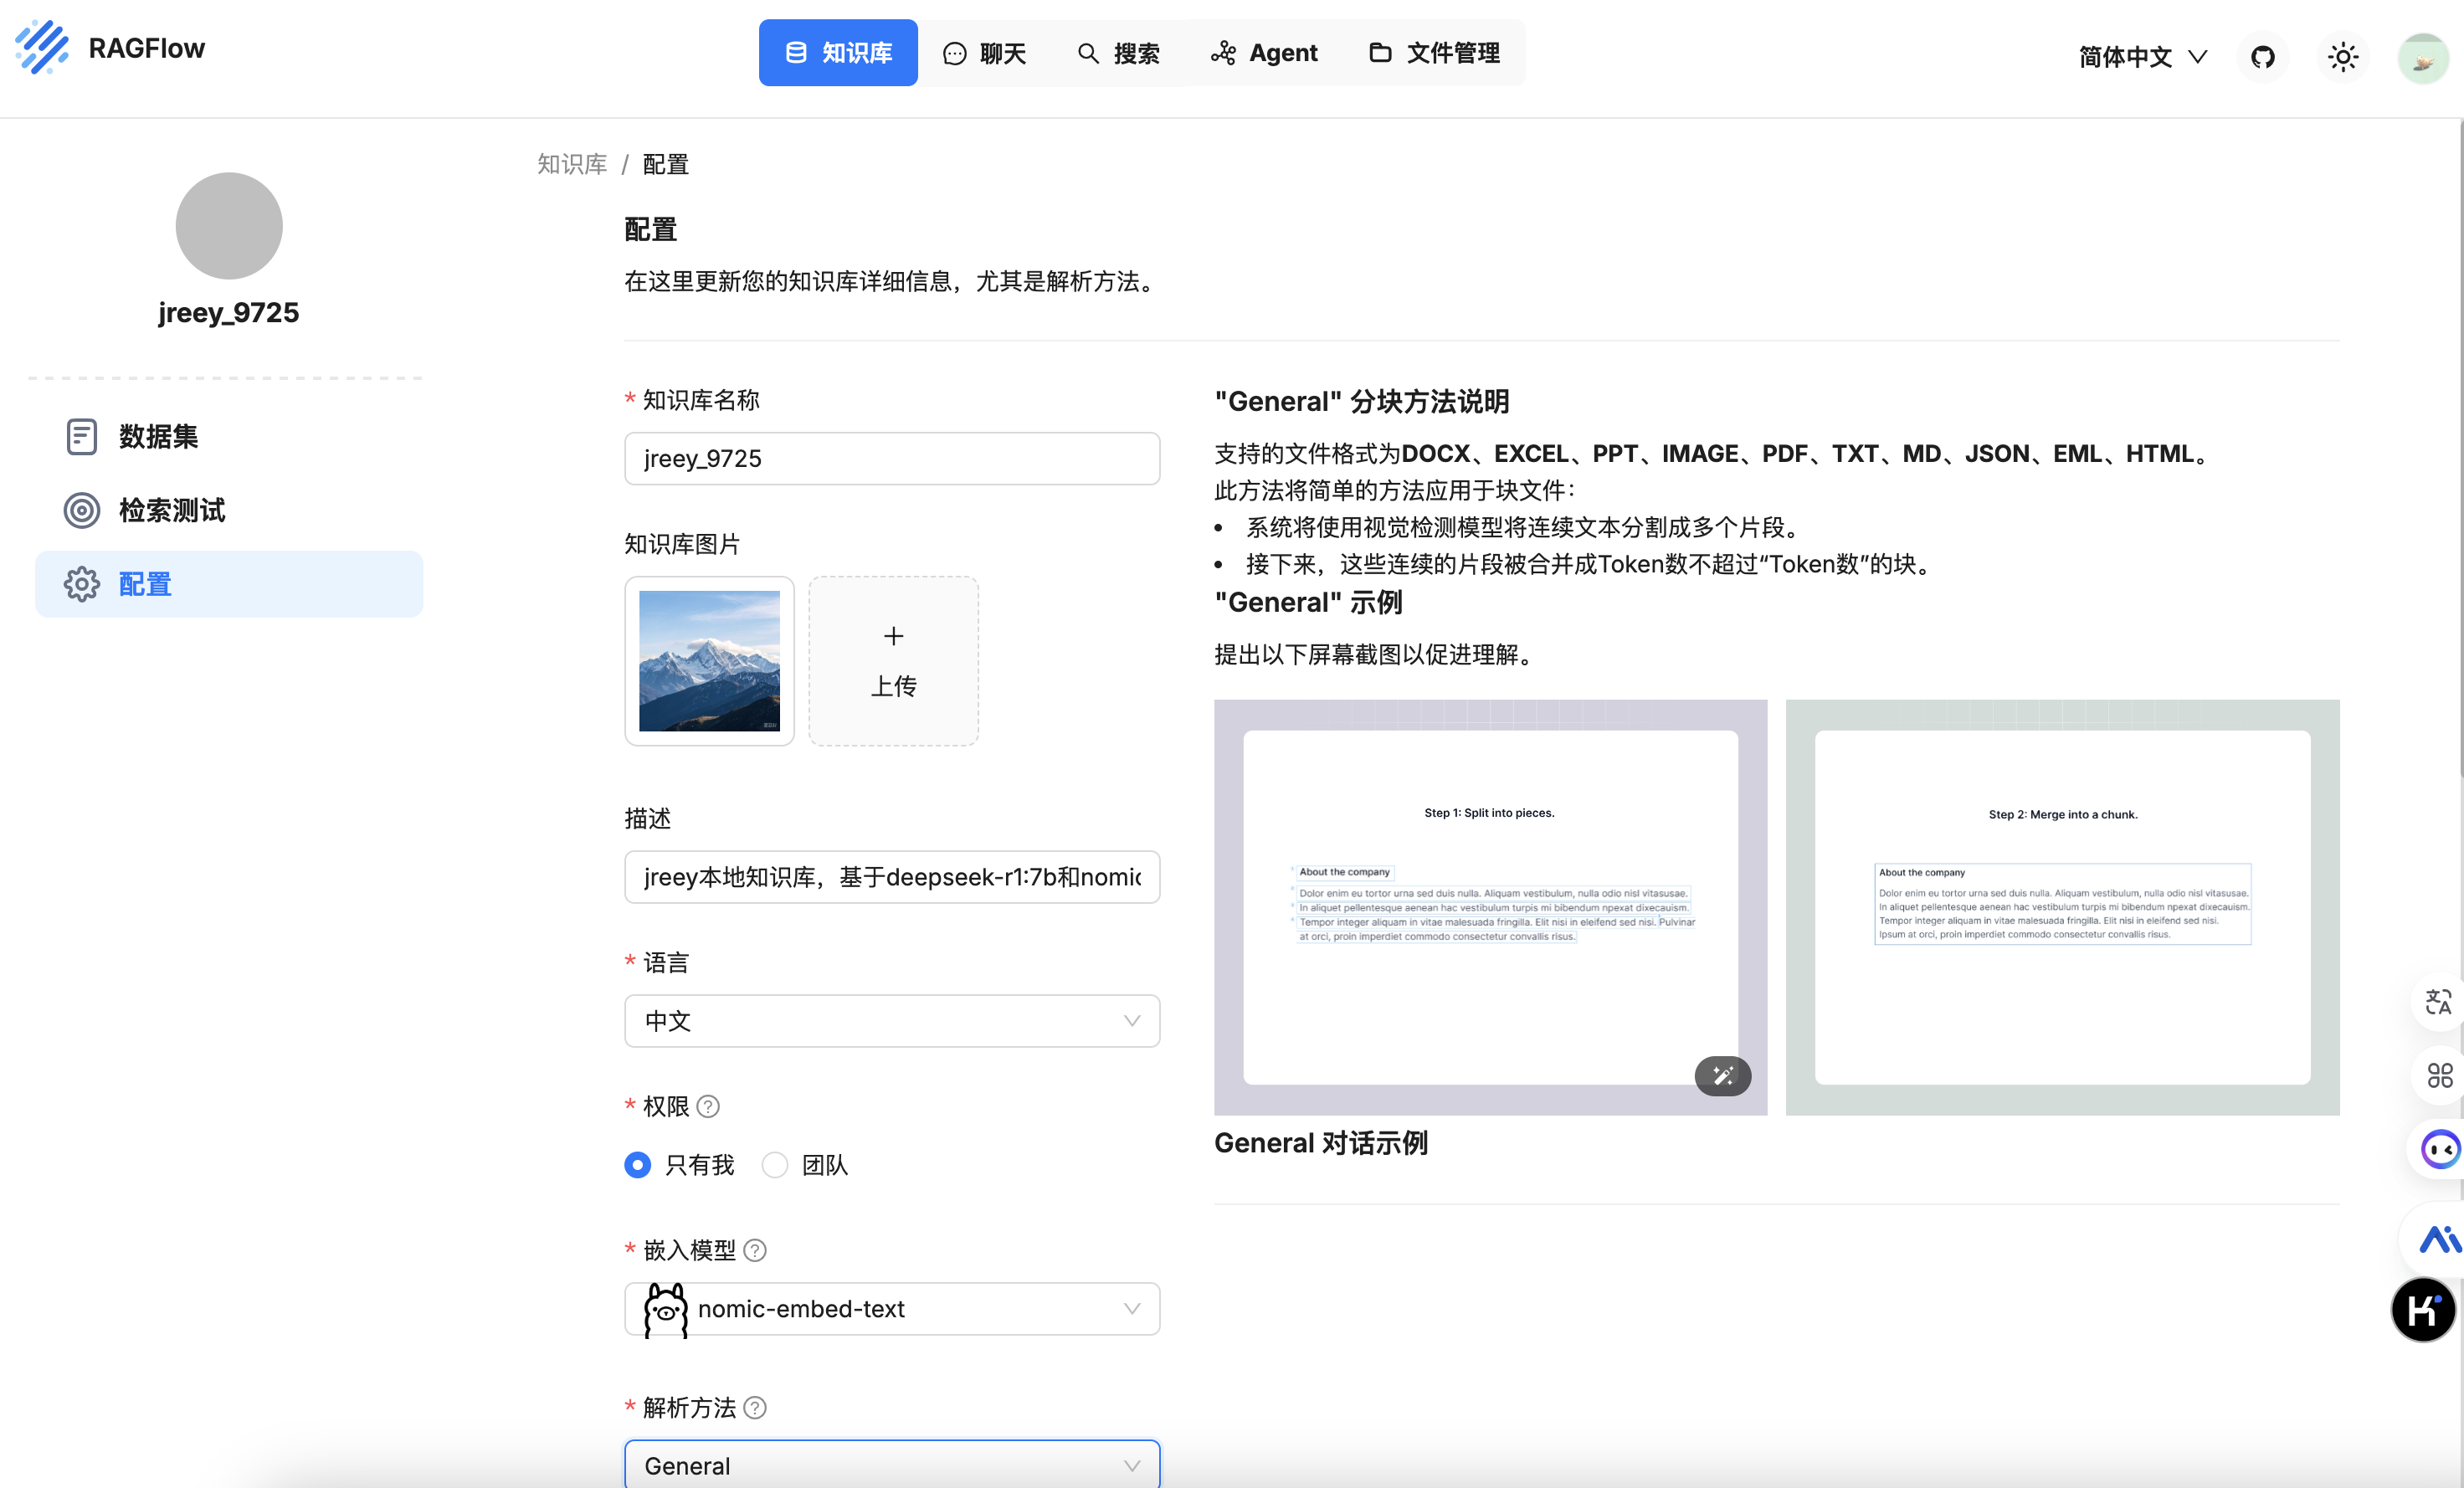 RAGFlow
知识库
聊天
搜索
Agent
文件管理
简体中文
jreey_9725
数据集
检索测试
配置
知识库 / 配置
配置
在这里更新您的知识库详细信息，尤其是解析方法。
* 知识库名称
jreey_9725
知识库图片
上传
描述
jreey本地知识库，基于deepseek-r1:7b和nomic
* 语言
中文
* 权限
只有我
团队
* 嵌入模型
nomic-embed-text
* 解析方法
General
"General" 分块方法说明
支持的文件格式为DOCX、EXCEL、PPT、IMAGE、PDF、TXT、MD、JSON、EML、HTML。
此方法将简单的方法应用于块文件：
• 系统将使用视觉检测模型将连续文本分割成多个片段。
• 接下来，这些连续的片段被合并成Token数不超过“Token数”的块。
"General" 示例
提出以下屏幕截图以促进理解。
Step 1: Split into pieces.
About the company
Dolor enim eu tortor urna sed duis nulla. Aliquam vestibulum, nulla odio nisl vitasusae.
In aliquet pellentesque aenean hac vestibulum turpis mi bibendum npexat dixecauism.
Tempor integer aliquam in vitae malesuada fringilla. Elit nisi in eleifend sed nisi. Pulvinar
at orci, proin imperdiet commodo consectetur convallis risus.
Step 2: Merge into a chunk.
About the company
Dolor enim eu tortor urna sed duis nulla. Aliquam vestibulum, nulla odio nisl vitasusae.
In aliquet pellentesque aenean hac vestibulum turpis mi bibendum npexat dixecauism.
Tempor integer aliquam in vitae malesuada fringilla. Elit nisi in eleifend sed nisi.
Ipsum at orci, proin imperdiet commodo consectetur convallis risus.
General 对话示例